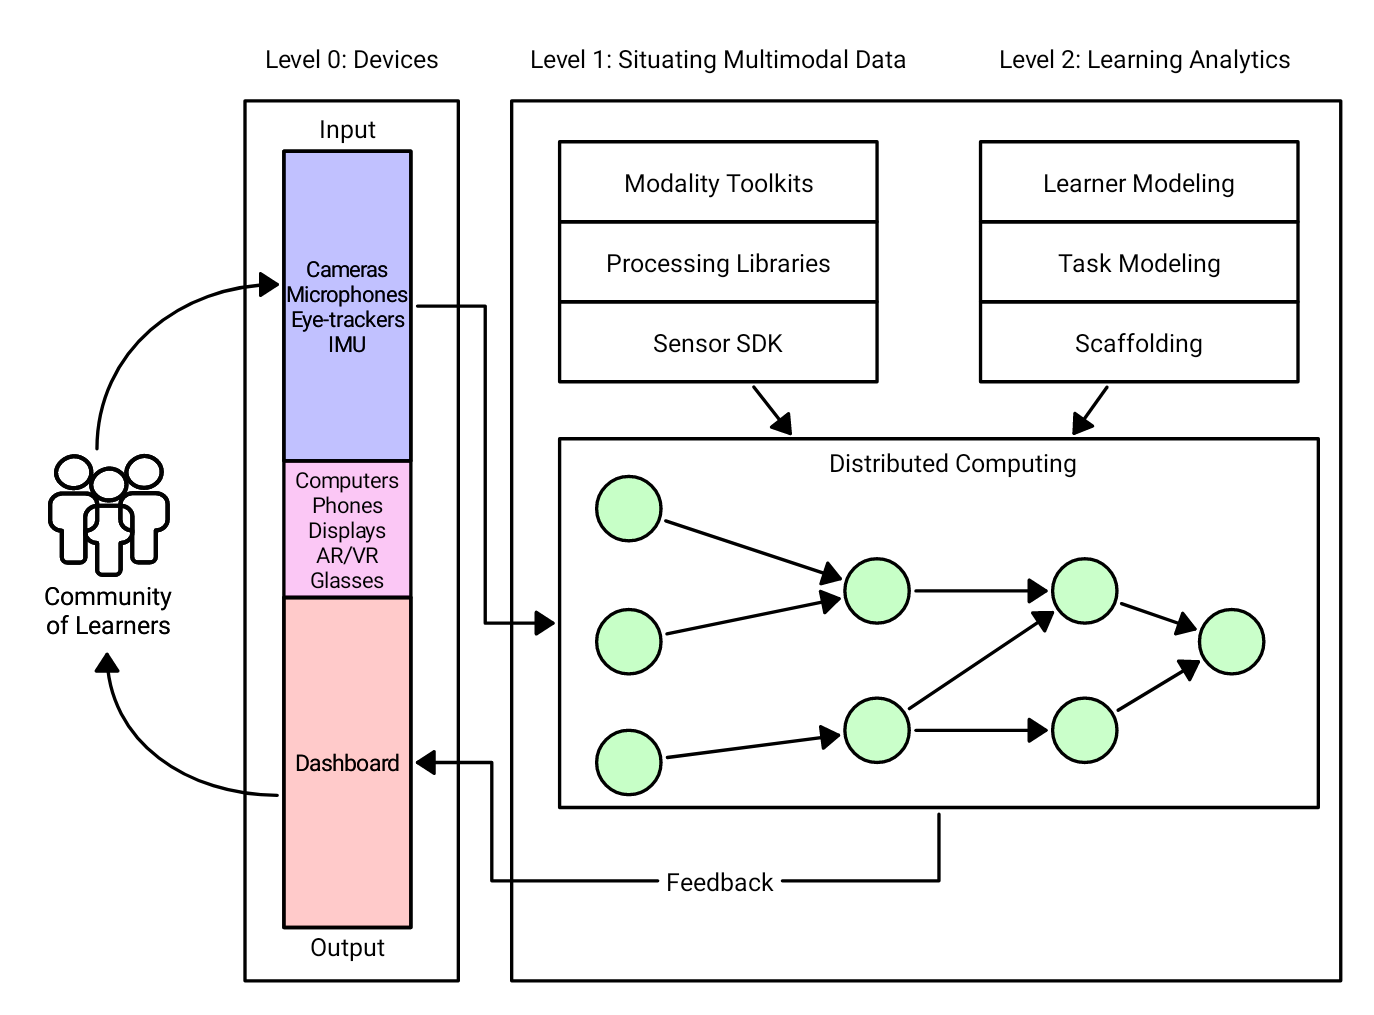 Level 0: Devices
Level 1: Situating Multimodal Data
Level 2: Learning Analytics
Input
Cameras
Microphones
Eye-trackers
IMU
Computers
Phones
Displays
AR/VR
Glasses
Dashboard
Output
Community
of Learners
Modality Toolkits
Processing Libraries
Sensor SDK
Learner Modeling
Task Modeling
Scaffolding
Distributed Computing
Feedback